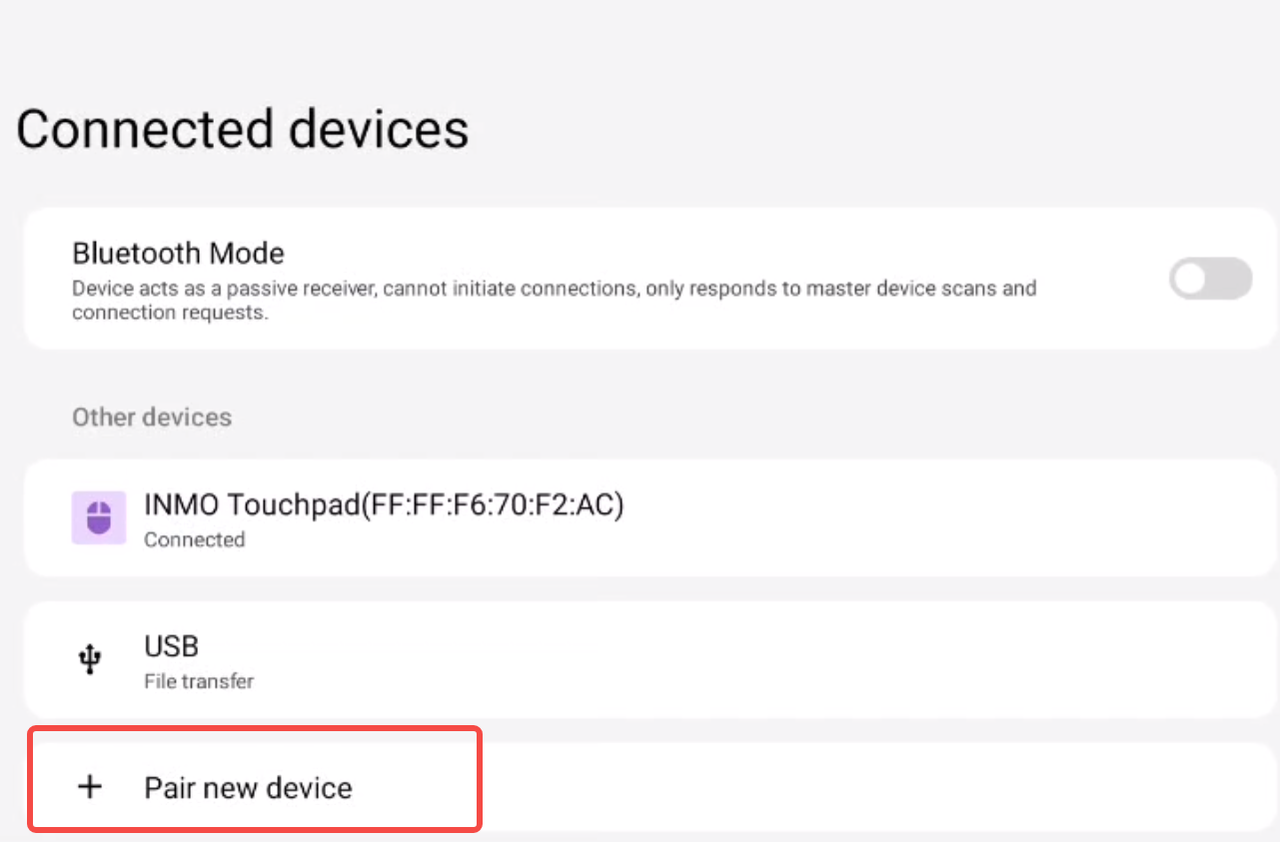 Connected devices
Bluetooth Mode
Device acts as a passive receiver, cannot initiate connections, only responds to master device scans and
connection requests.
Other devices
INMO Touchpad(FF:FF:F6:70:F2:AC)
Connected
USB
File transfer
Pair new device